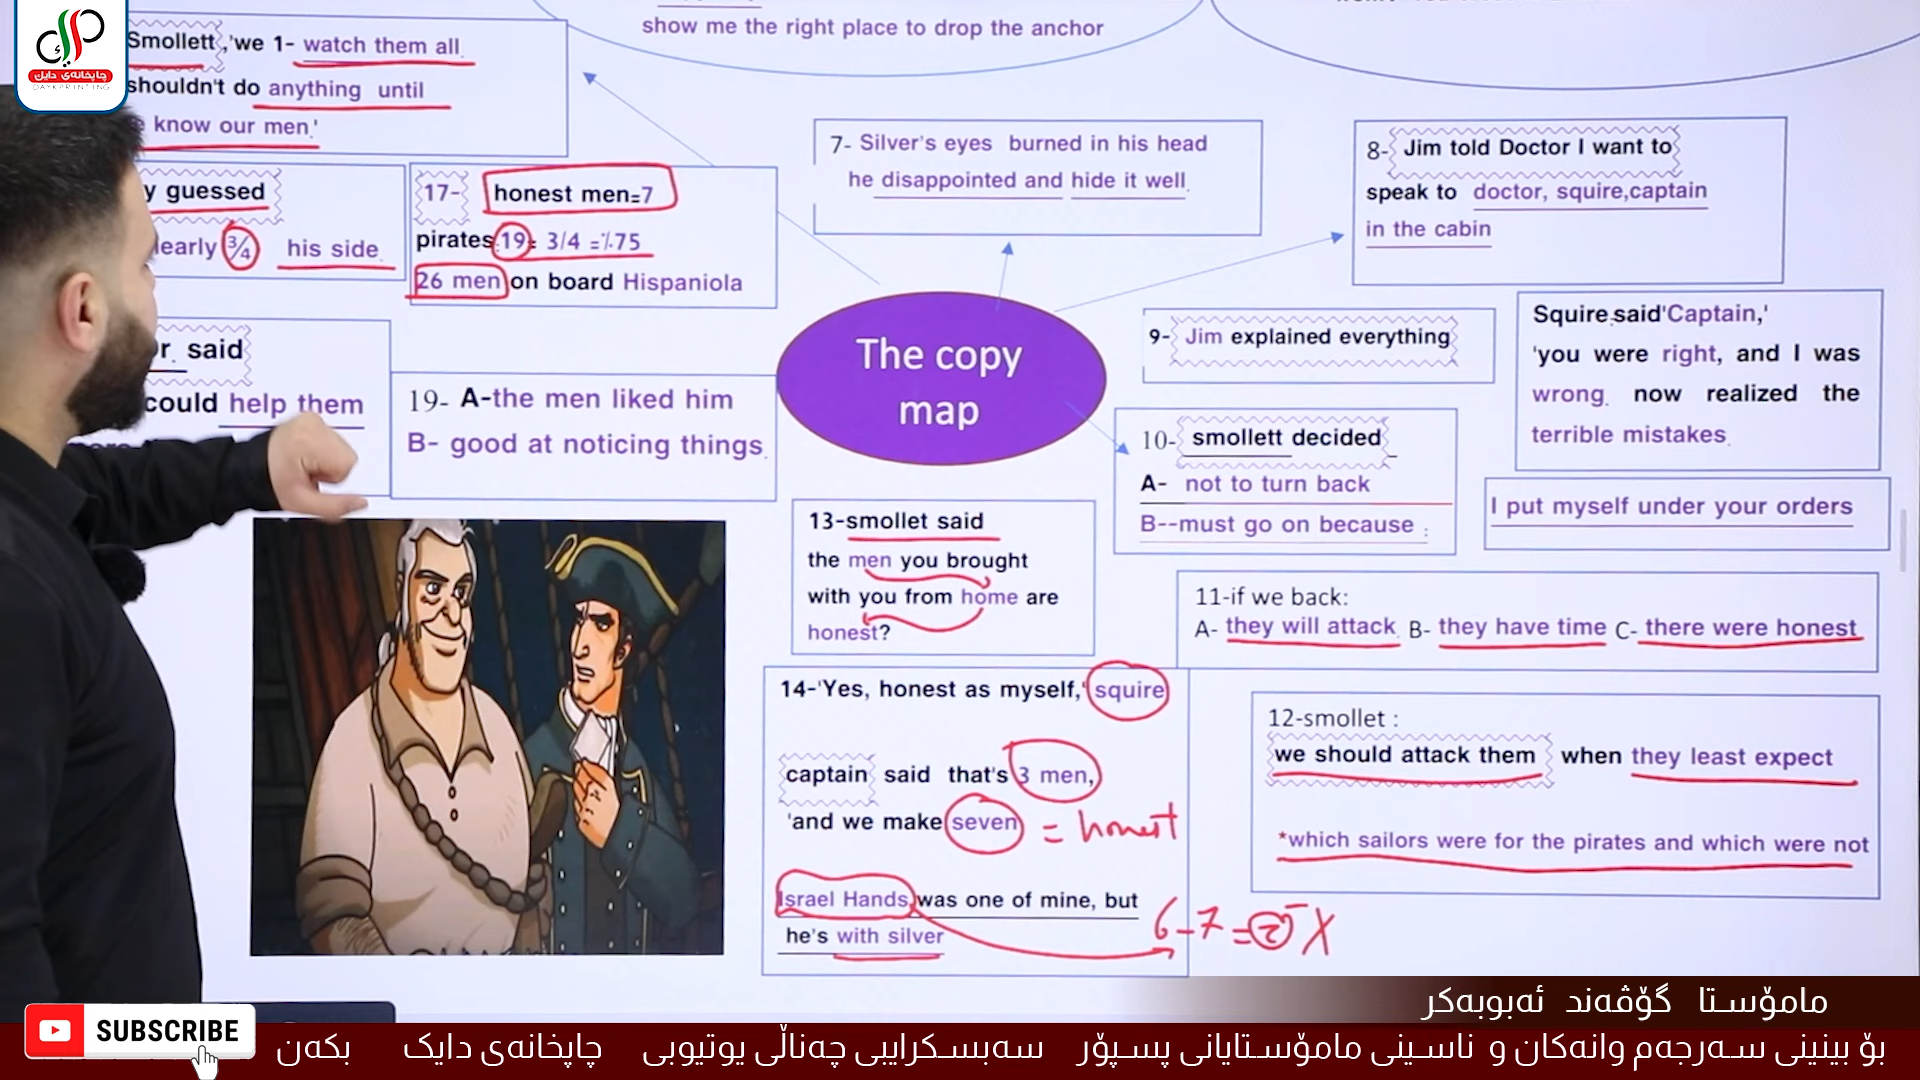 show me the right place to drop the anchor
Smollett,'we 1- watch them all
shouldn't do anything until
know our men.'
چاپخانەی دایک
DAYK PRINTING
y guessed
learly 3/4 his side
17- honest men=7
pirates 19= 3/4 =٪75
26 men on board Hispaniola
7- Silver's eyes burned in his head
he disappointed and hide it well
8- Jim told Doctor I want to
speak to doctor, squire,captain
in the cabin
r said
could help them
19- A-the men liked him
B- good at noticing things
The copy
map
9- Jim explained everything
10- smollett decided
A- not to turn back
B--must go on because :
Squire said'Captain,'
'you were right, and I was
wrong now realized the
terrible mistakes
I put myself under your orders
11-if we back:
A- they will attack B- they have time C- there were honest
12-smollet :
we should attack them when they least expect
*which sailors were for the pirates and which were not
13-smollet said
the men you brought
with you from home are
honest?
14-'Yes, honest as myself,' squire
captain said that's 3 men,
'and we make seven = honest
Israel Hands was one of mine, but
he's with silver
6-7=
مامۆستا گۆڤەند ئەبوبەکر
SUBSCRIBE
بۆ بینینی سەرجەم وانەکان و ناسینی مامۆستایانی پسپۆر سەبسکرایبی چەناڵی یوتیوبی چاپخانەی دایک بکەن